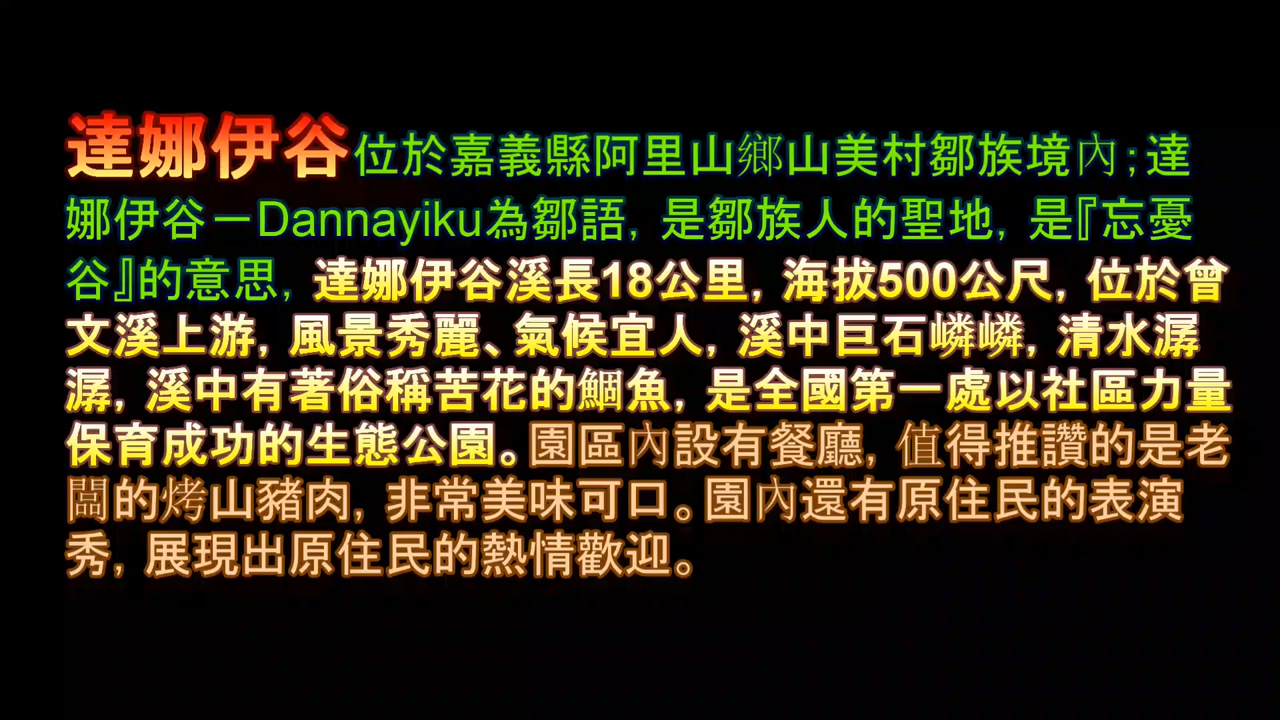 達娜伊谷位於嘉義縣阿里山鄉山美村鄒族境內;達
娜伊谷－Dannayiku為鄒語, 是鄒族人的聖地, 是『忘憂
谷』的意思, 達娜伊谷溪長18公里, 海拔500公尺, 位於曾
文溪上游, 風景秀麗、氣候宜人, 溪中巨石嶙嶙, 清水潺
潺, 溪中有著俗稱苦花的鯝魚, 是全國第一處以社區力量
保育成功的生態公園。園區內設有餐廳, 值得推讚的是老
闆的烤山豬肉, 非常美味可口。園內還有原住民的表演
秀, 展現出原住民的熱情歡迎。